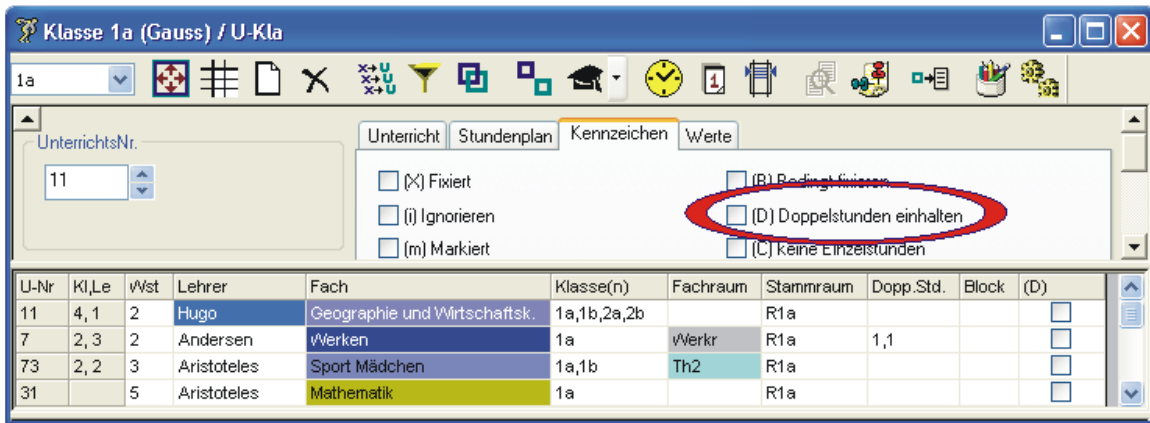 Klasse 1a (Gauss) / U-Kla
1a
1
UnterrichtsNr.
11
Unterricht Stundenplan Kennzeichen Werte
(X) Fixiert
(B) Bedingt fixieren
(i) Ignorieren
(D) Doppelstunden einhalten
(m) Markiert
(C) keine Einzelstunden
U-Nr Kl,Le Wst Lehrer Fach Klasse(n) Fachraum Stammraum Dopp.Std. Block (D)
11 4, 1 2 Hugo Geographie und Wirtschaftsk. 1a,1b,2a,2b R1a
7 2, 3 2 Andersen Werken 1a Werkr R1a 1,1
73 2, 2 3 Aristoteles Sport Mädchen 1a,1b Th2 R1a
31 5 Aristoteles Mathematik 1a R1a